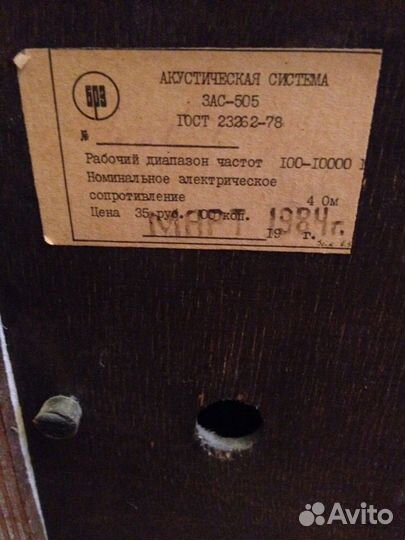 БРЗ
АКУСТИЧЕСКАЯ СИСТЕМА
3АС-505
ГОСТ 23262-78
№
Рабочий диапазон частот 100-10000
Номинальное электрическое
сопротивление 4 Ом
Цена 35 руб. 00 коп.
МАРТ 1984г.
19 г.
Avito